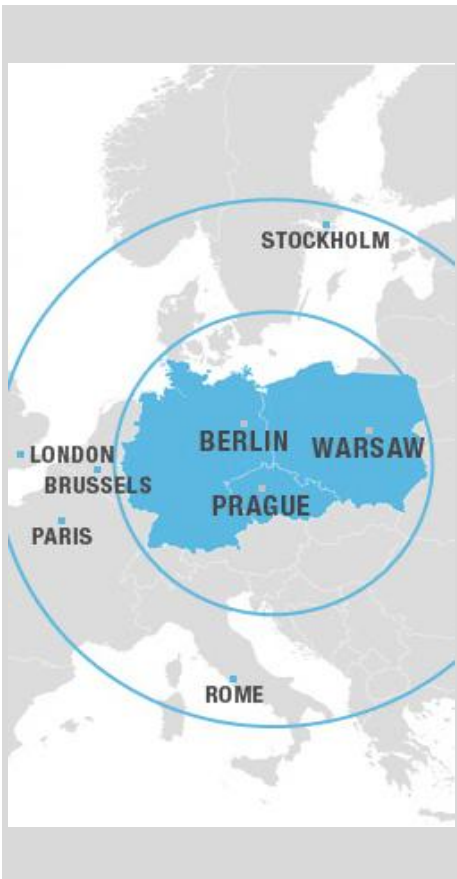 STOCKHOLM
BERLIN
WARSAW
LONDON
BRUSSELS
PRAGUE
PARIS
ROME